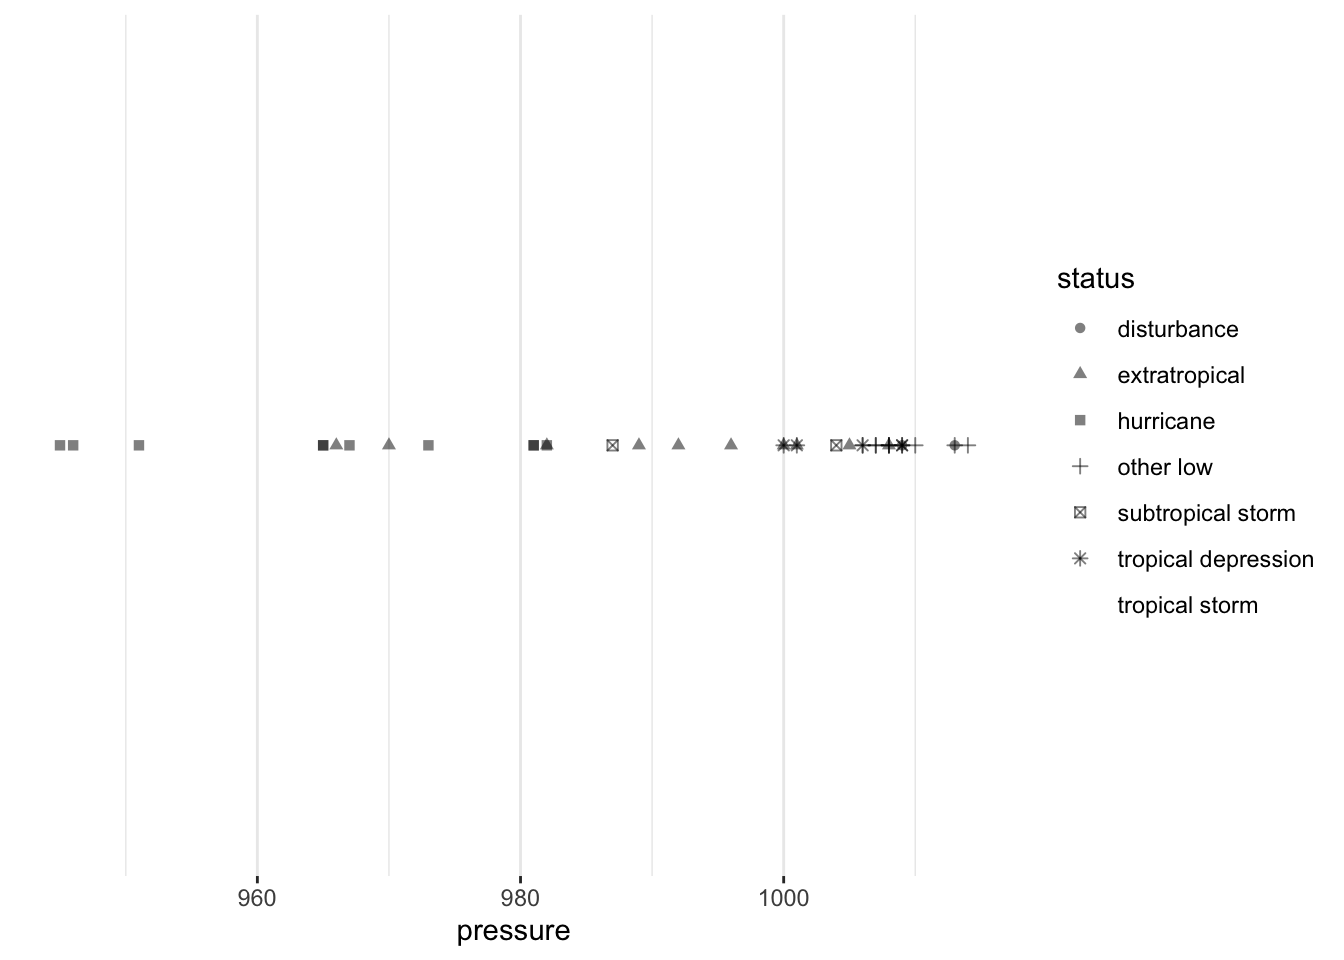 status
disturbance
extratropical
hurricane
other low
subtropical storm
tropical depression
tropical storm
960 980 1000
pressure